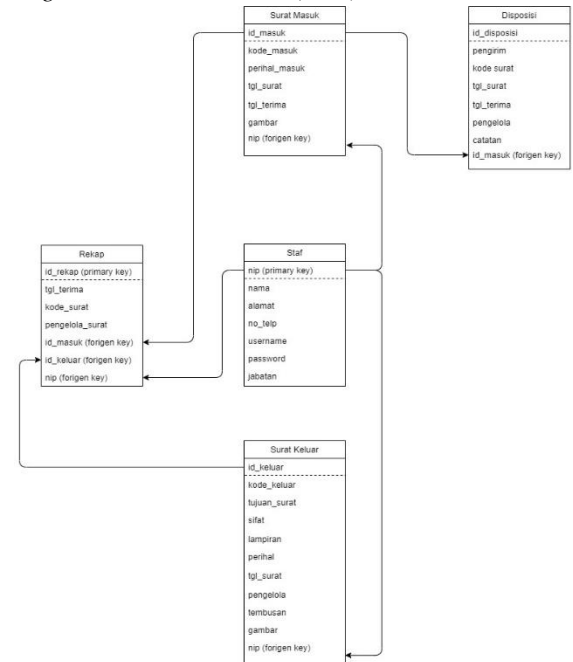 Surat Masuk
id_masuk
kode_masuk
perihal_masuk
tgl_surat
tgl_terima
gambar
nip (forigen key)
Disposisi
id_disposisi
pengirim
kode surat
tgl_surat
tgl_terima
pengelola
catatan
id_masuk (forigen key)
Rekap
id_rekap (primary key)
tgl_terima
kode_surat
pengelola_surat
id_masuk (forigen key)
id_keluar (forigen key)
nip (forigen key)
Staf
nip (primary key)
nama
alamat
no_telp
username
password
jabatan
Surat Keluar
id_keluar
kode_keluar
tujuan_surat
sifat
lampiran
perihal
tgl_surat
pengelola
tembusan
gambar
nip (forigen key)